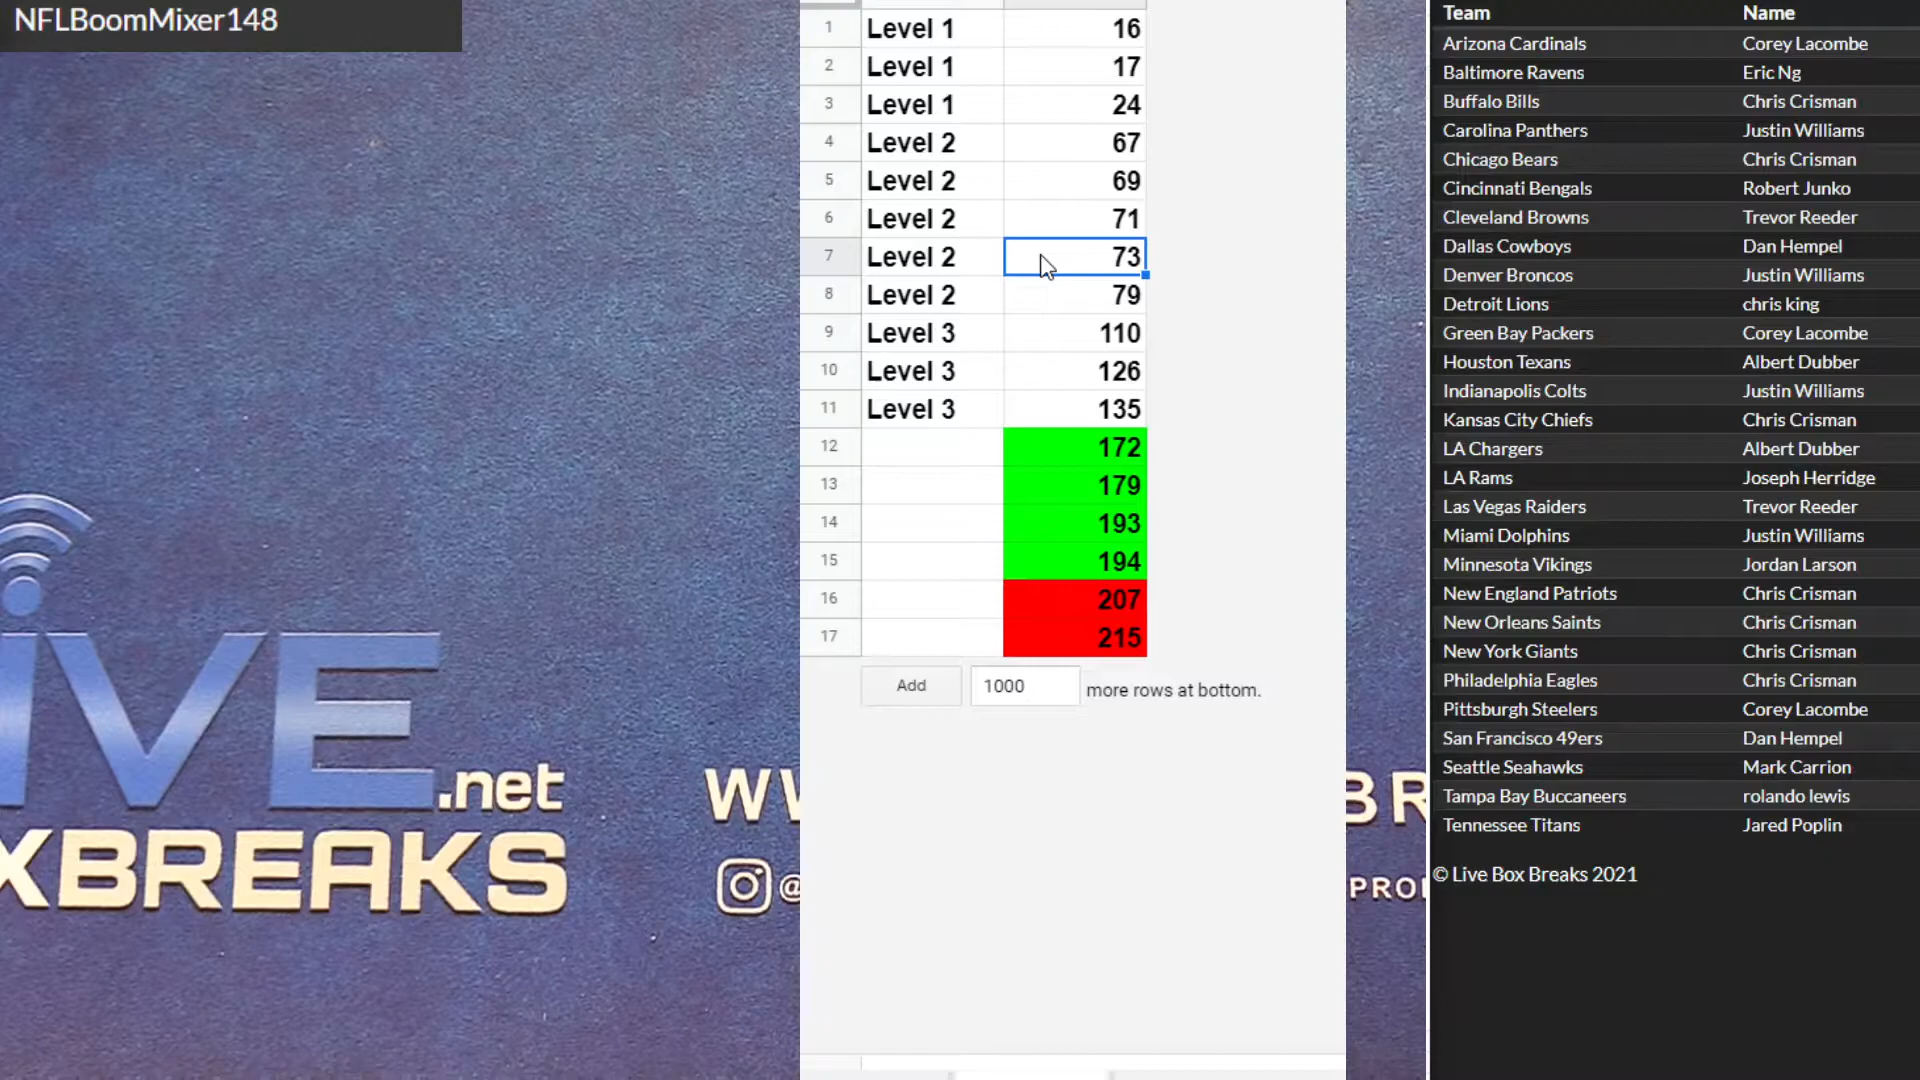 NFLBoomMixer148
1 Level 1 16
2 Level 1 17
3 Level 1 24
4 Level 2 67
5 Level 2 69
6 Level 2 71
7 Level 2 73
8 Level 2 79
9 Level 3 110
10 Level 3 126
11 Level 3 135
12 172
13 179
14 193
15 194
16 207
17 215
Add 1000 more rows at bottom.
Team Name
Arizona Cardinals Corey Lacombe
Baltimore Ravens Eric Ng
Buffalo Bills Chris Crisman
Carolina Panthers Justin Williams
Chicago Bears Chris Crisman
Cincinnati Bengals Robert Junko
Cleveland Browns Trevor Reeder
Dallas Cowboys Dan Hempel
Denver Broncos Justin Williams
Detroit Lions chris king
Green Bay Packers Corey Lacombe
Houston Texans Albert Dubber
Indianapolis Colts Justin Williams
Kansas City Chiefs Chris Crisman
LA Chargers Albert Dubber
LA Rams Joseph Herridge
Las Vegas Raiders Trevor Reeder
Miami Dolphins Justin Williams
Minnesota Vikings Jordan Larson
New England Patriots Chris Crisman
New Orleans Saints Chris Crisman
New York Giants Chris Crisman
Philadelphia Eagles Chris Crisman
Pittsburgh Steelers Corey Lacombe
San Francisco 49ers Dan Hempel
Seattle Seahawks Mark Carrion
Tampa Bay Buccaneers rolando lewis
Tennessee Titans Jared Poplin
© Live Box Breaks 2021
iVE.net
XBREAKS
WW
BR
@
PRO